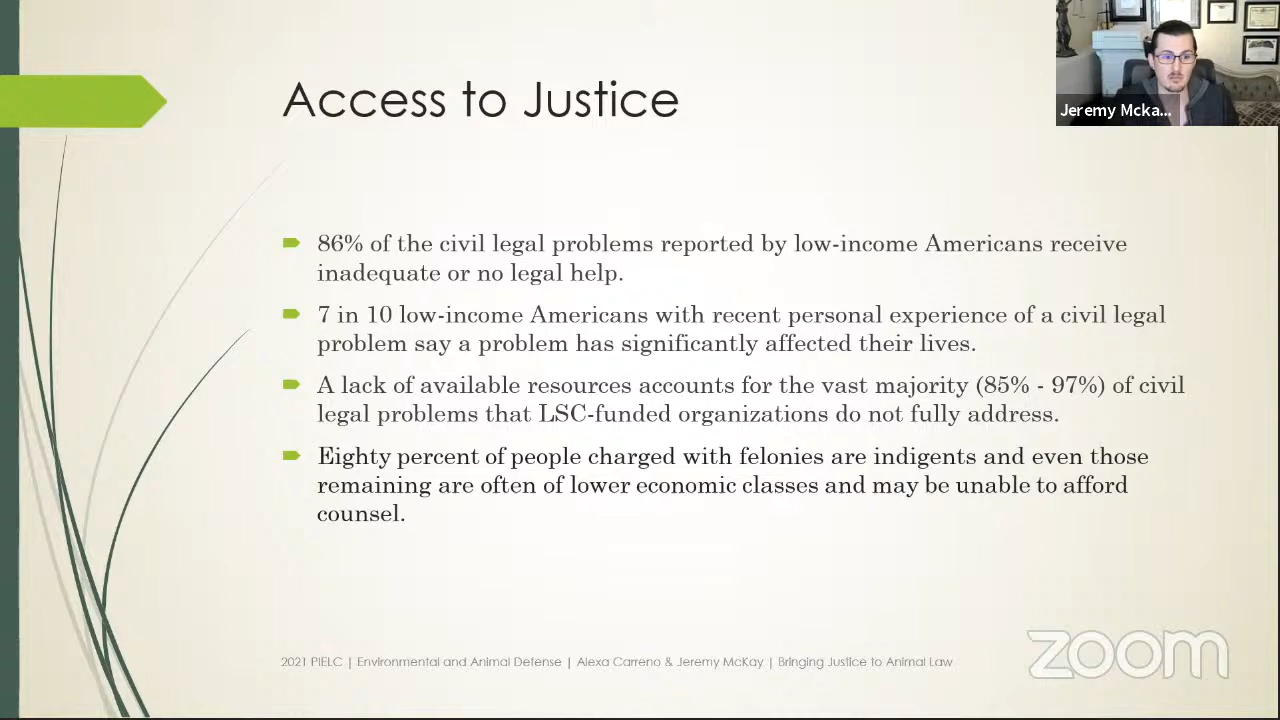 Access to Justice
Jeremy Mcka...
86% of the civil legal problems reported by low-income Americans receive
inadequate or no legal help.
7 in 10 low-income Americans with recent personal experience of a civil legal
problem say a problem has significantly affected their lives.
A lack of available resources accounts for the vast majority (85% - 97%) of civil
legal problems that LSC-funded organizations do not fully address.
Eighty percent of people charged with felonies are indigents and even those
remaining are often of lower economic classes and may be unable to afford
counsel.
2021 PIELC | Environmental and Animal Defense | Alexa Carreno & Jeremy McKay | Bringing Justice to Animal Law
zoom